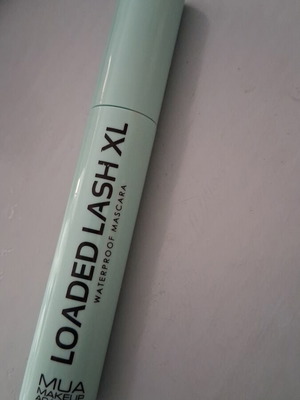 LOADED LASH XL
WATERPROOF MASCARA
MUA
MAKEUP